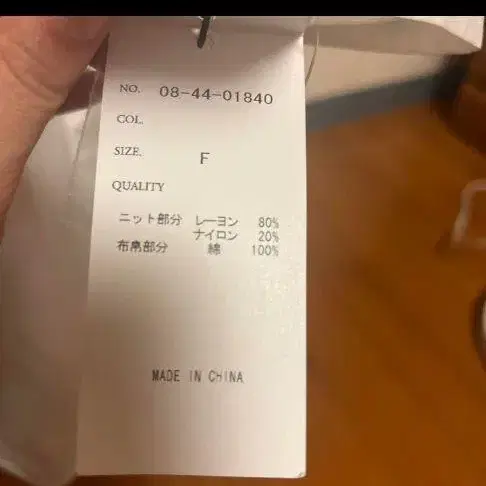 NO. 08-44-01840
COL.
SIZE. F
QUALITY
ニット部分 レーヨン 80%
ナイロン 20%
布帛部分 綿 100%
MADE IN CHINA